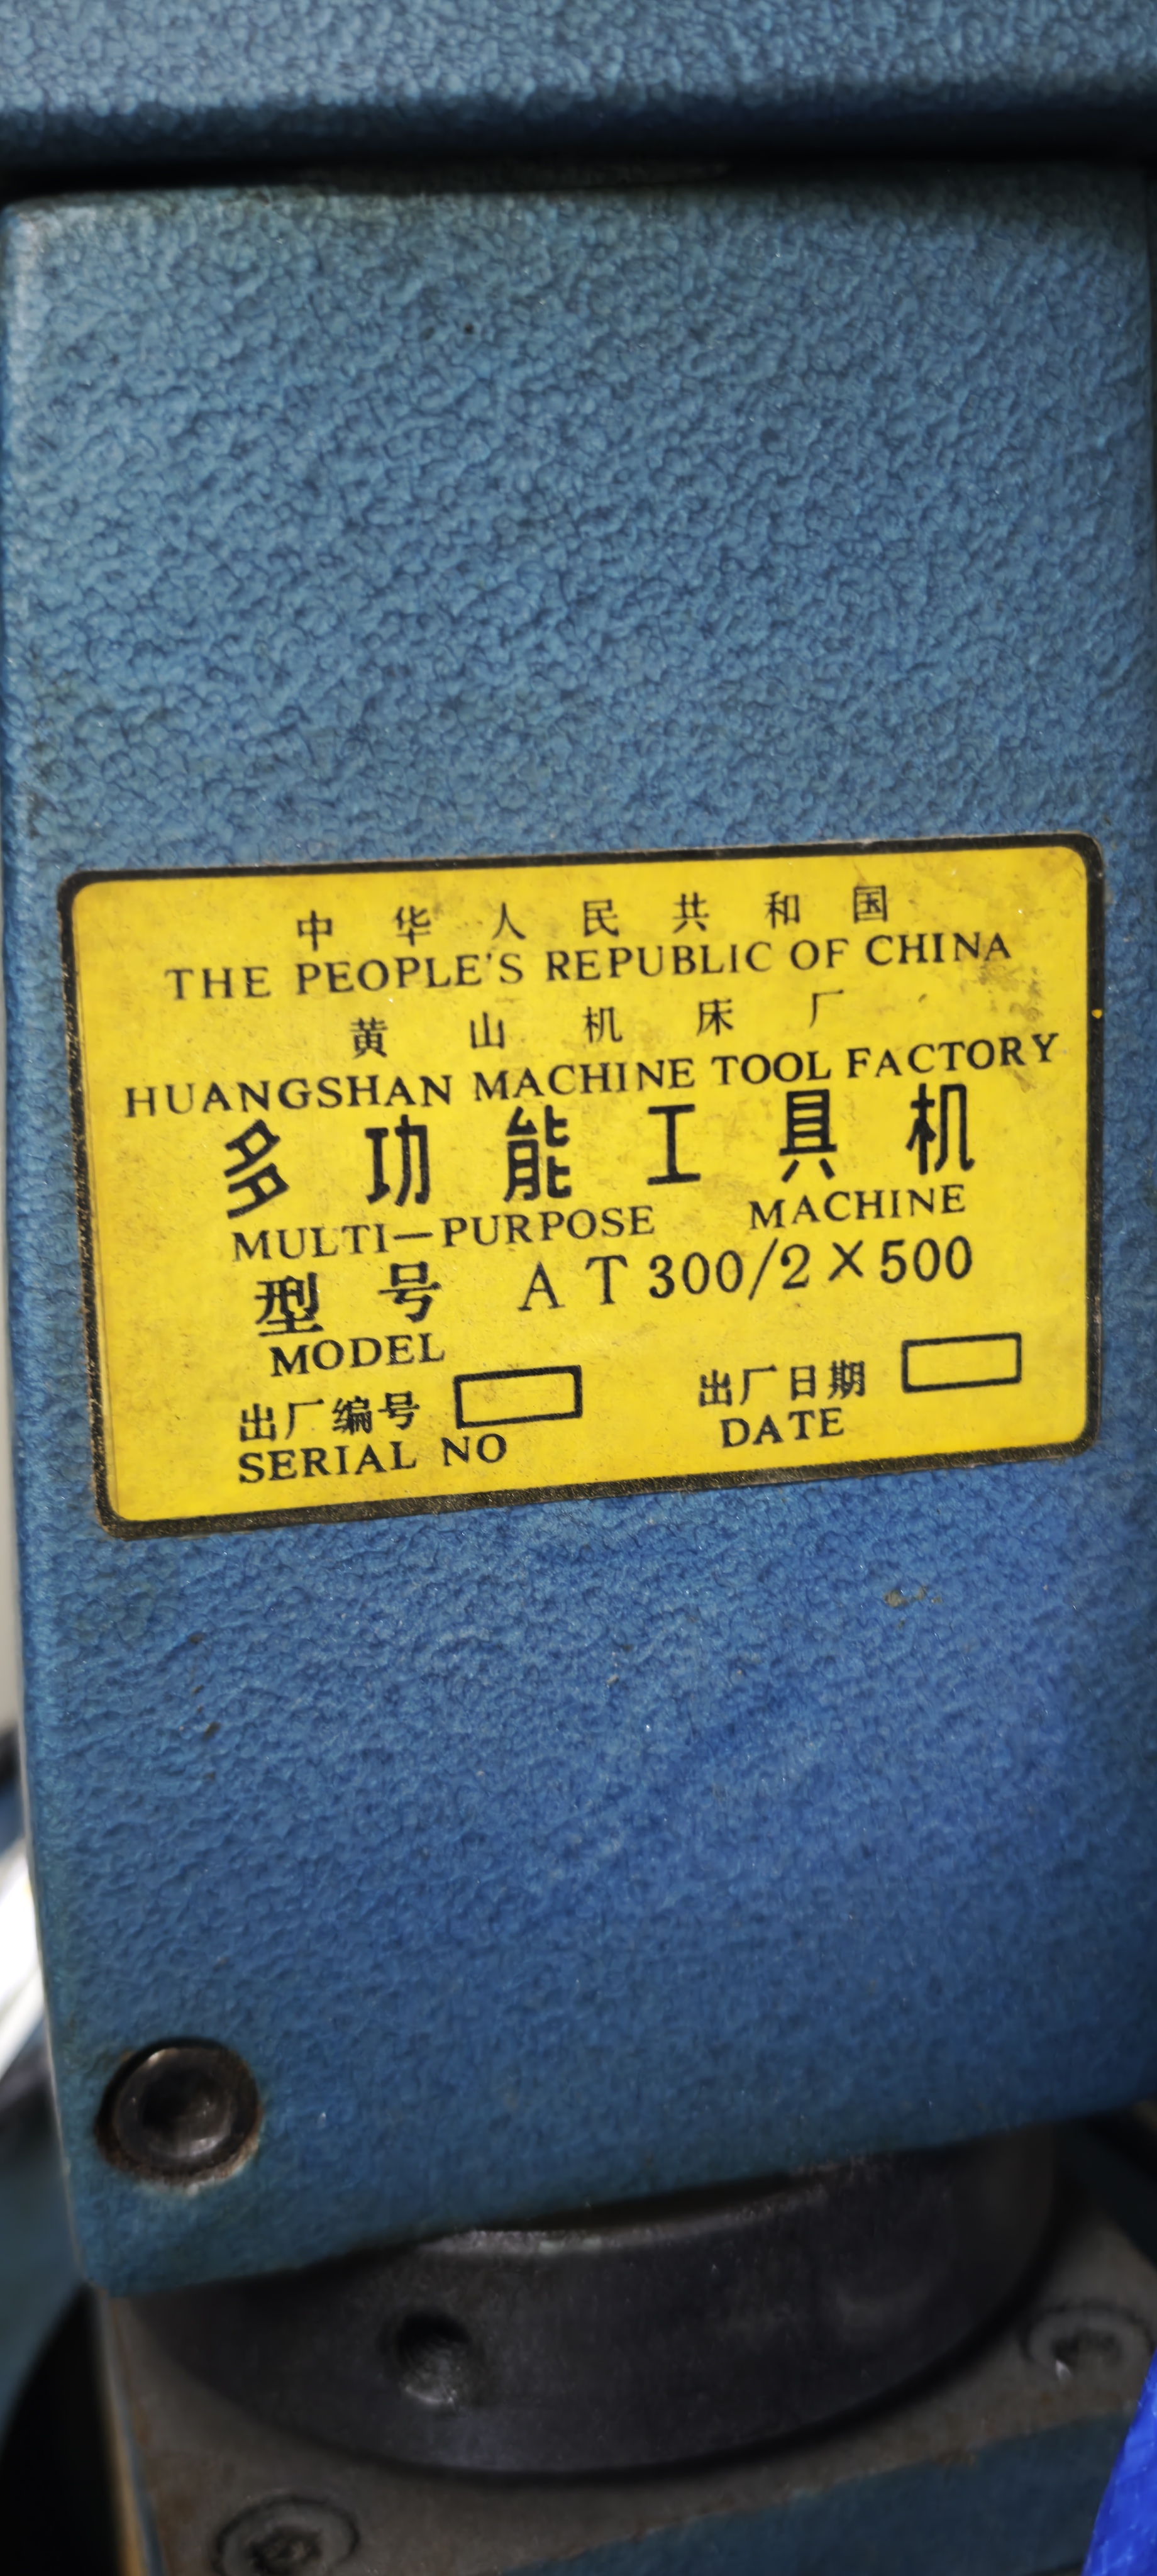 中华人民共和国
THE PEOPLE'S REPUBLIC OF CHINA
黄山机床厂
HUANGSHAN MACHINE TOOL FACTORY
多功能工具机
MULTI—PURPOSE MACHINE
型号 AT300/2×500
MODEL
出厂编号 出厂日期
SERIAL NO DATE